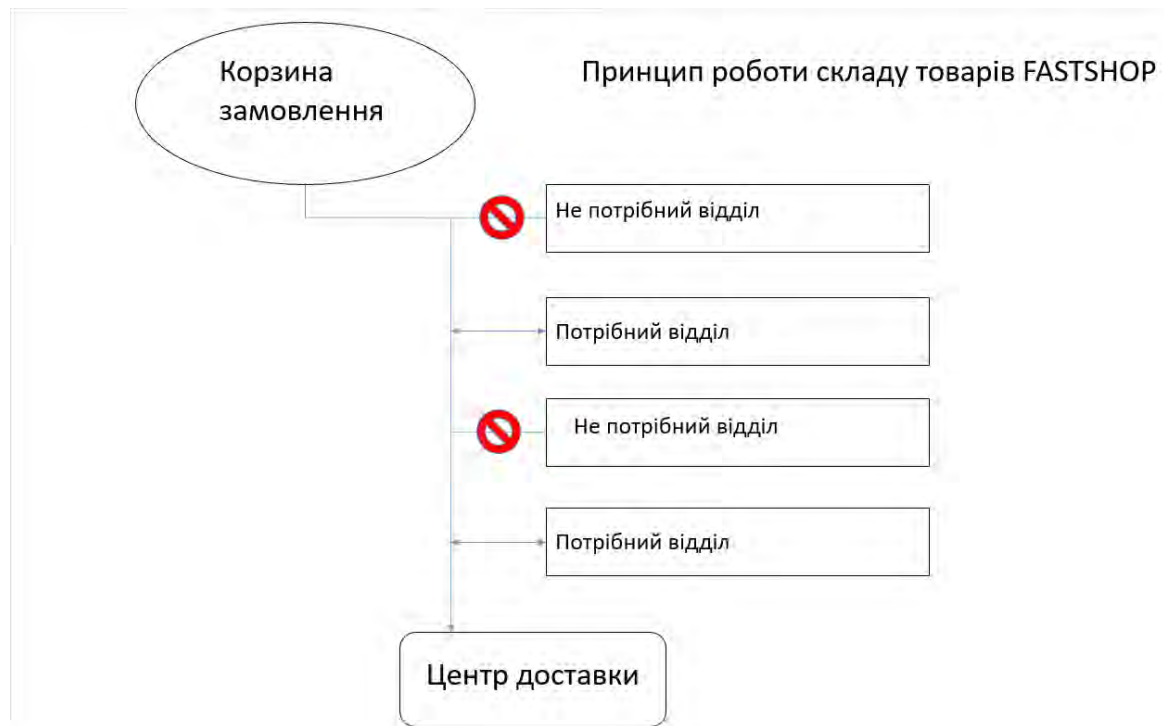 Корзина
замовлення
Принцип роботи складу товарів FASTSHOP
Не потрібний відділ
Потрібний відділ
Не потрібний відділ
Потрібний відділ
Центр доставки